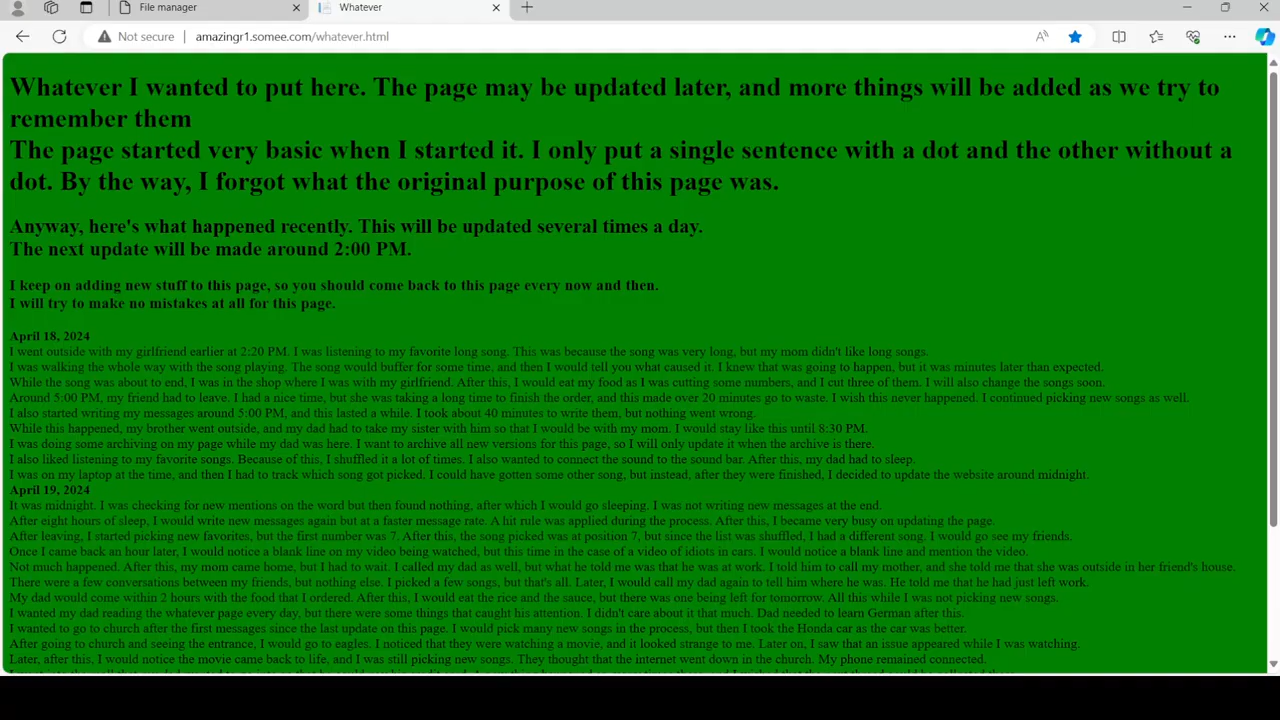 File manager
Whatever
Not secure
amazingr1.somee.com/whatever.html
Whatever I wanted to put here. The page may be updated later, and more things will be added as we try to
remember them
The page started very basic when I started it. I only put a single sentence with a dot and the other without a
dot. By the way, I forgot what the original purpose of this page was.
Anyway, here's what happened recently. This will be updated several times a day.
The next update will be made around 2:00 PM.
I keep on adding new stuff to this page, so you should come back to this page every now and then.
I will try to make no mistakes at all for this page.
April 18, 2024
I went outside with my girlfriend earlier at 2:20 PM. I was listening to my favorite long song. This was because the song was very long, but my mom didn't like long songs.
I was walking the whole way with the song playing. The song would buffer for some time, and then I would tell you what caused it. I knew that was going to happen, but it was minutes later than expected.
While the song was about to end, I was in the shop where I was with my girlfriend. After this, I would eat my food as I was cutting some numbers, and I cut three of them. I will also change the songs soon.
Around 5:00 PM, my friend had to leave. I had a nice time, but she was taking a long time to finish the order, and this made over 20 minutes go to waste. I wish this never happened. I continued picking new songs as well.
I also started writing my messages around 5:00 PM, and this lasted a while. I took about 40 minutes to write them, but nothing went wrong.
While this happened, my brother went outside, and my dad had to take my sister with him so that I would be with my mom. I would stay like this until 8:30 PM.
I was doing some archiving on my page while my dad was here. I want to archive all new versions for this page, so I will only update it when the archive is there.
I also liked listening to my favorite songs. Because of this, I shuffled it a lot of times. I also wanted to connect the sound to the sound bar. After this, my dad had to sleep.
I was on my laptop at the time, and then I had to track which song got picked. I could have gotten some other song, but instead, after they were finished, I decided to update the website around midnight.
April 19, 2024
It was midnight. I was checking for new mentions on the word but then found nothing, after which I would go sleeping. I was not writing new messages at the end.
After eight hours of sleep, I would write new messages again but at a faster message rate. A hit rule was applied during the process. After this, I became very busy on updating the page.
After leaving, I started picking new favorites, but the first number was 7. After this, the song picked was at position 7, but since the list was shuffled, I had a different song. I would go see my friends.
Once I came back an hour later, I would notice a blank line on my video being watched, but this time in the case of a video of idiots in cars. I would notice a blank line and mention the video.
Not much happened. After this, my mom came home, but I had to wait. I called my dad as well, but what he told me was that he was at work. I told him to call my mother, and she told me that she was outside in her friend's house.
There were a few conversations between my friends, but nothing else. I picked a few songs, but that's all. Later, I would call my dad again to tell him where he was. He told me that he had just left work.
My dad would come within 2 hours with the food that I ordered. After this, I would eat the rice and the sauce, but there was one being left for tomorrow. All this while I was not picking new songs.
I wanted my dad reading the whatever page every day, but there were some things that caught his attention. I didn't care about it that much. Dad needed to learn German after this.
I wanted to go to church after the first messages since the last update on this page. I would pick many new songs in the process, but then I took the Honda car as the car was better.
After going to church and seeing the entrance, I would go to eagles. I noticed that they were watching a movie, and it looked strange to me. Later on, I saw that an issue appeared while I was watching.
Later, after this, I would notice the movie came back to life, and I was still picking new songs. They thought that the internet went down in the church. My phone remained connected.